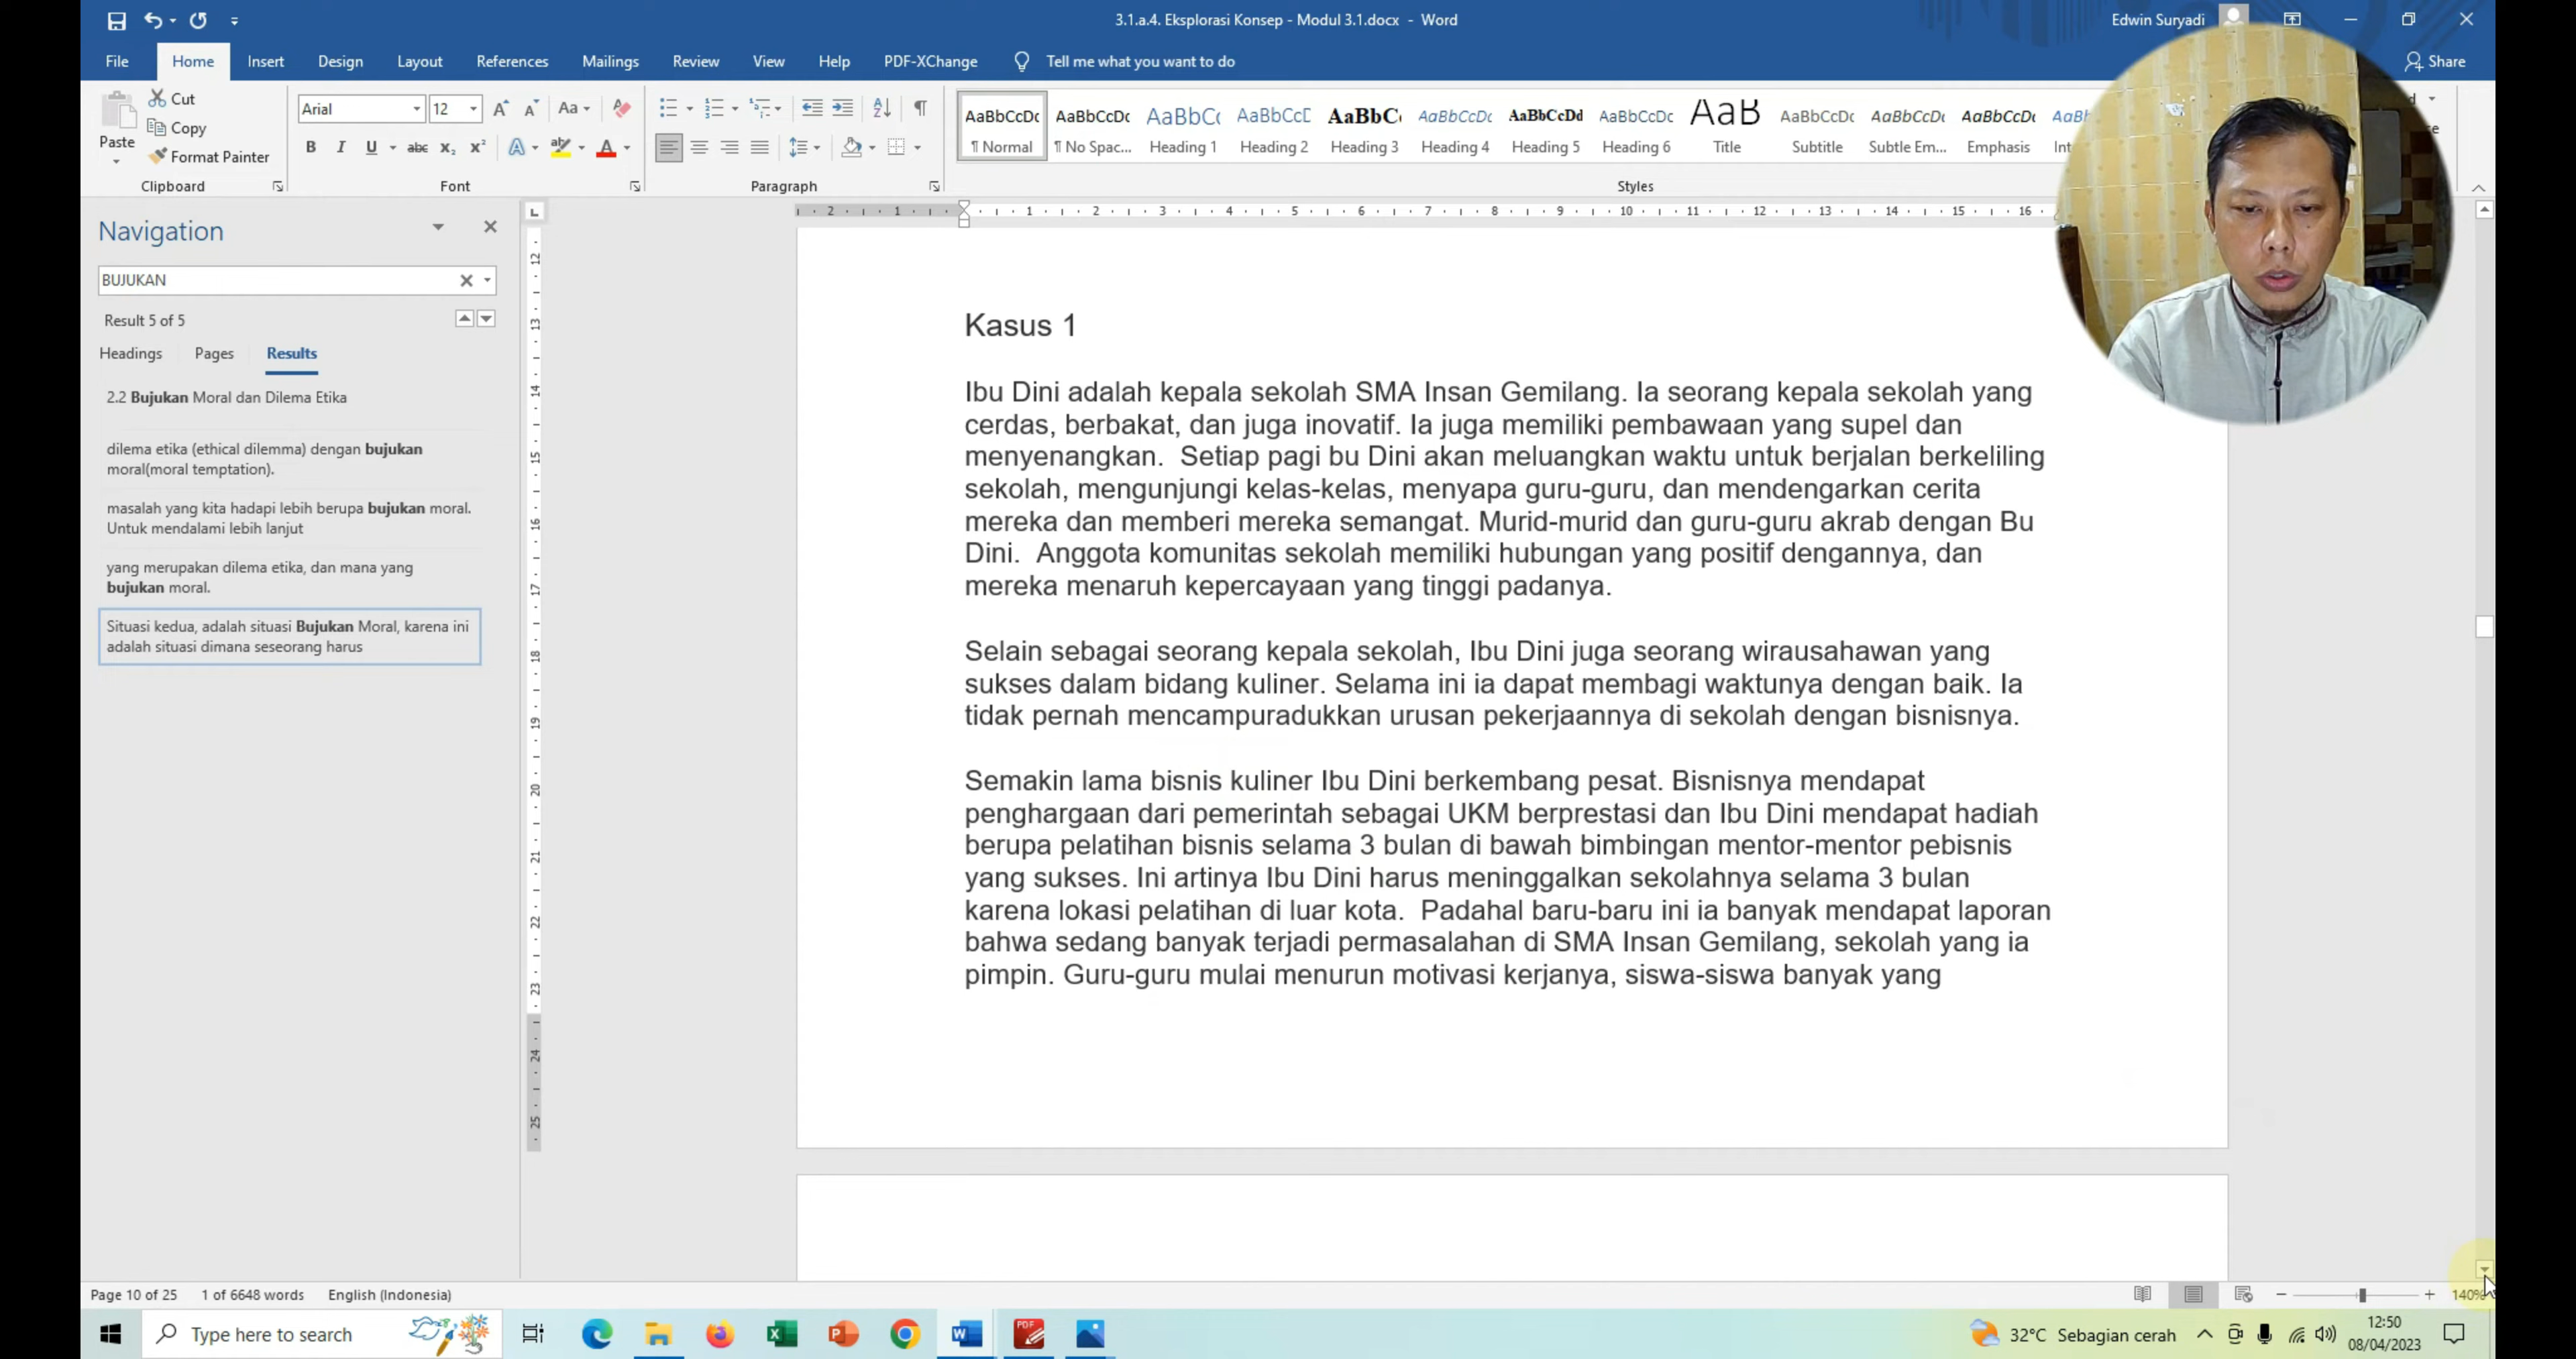 3.1.a.4. Eksplorasi Konsep - Modul 3.1.docx - Word
Edwin Suryadi
File Home Insert Design Layout References Mailings Review View Help PDF-XChange Tell me what you want to do
Share
Paste
Cut
Copy
Format Painter
Clipboard
Arial 12
Font
Paragraph
AaBbCcDc AaBbCcDc AaBbC( AaBbCcD AaBbC( AaBbCcDc AaBbCcDd AaBbCcDc AaB AaBbCcDc AaBbCcDc AaBbCcDc
¶ Normal ¶ No Spac... Heading 1 Heading 2 Heading 3 Heading 4 Heading 5 Heading 6 Title Subtitle Subtle Em... Emphasis
Styles
Navigation
BUJUKAN
Result 5 of 5
Headings Pages Results
2.2 Bujukan Moral dan Dilema Etika
dilema etika (ethical dilemma) dengan bujukan
moral(moral temptation).
masalah yang kita hadapi lebih berupa bujukan moral.
Untuk mendalami lebih lanjut
yang merupakan dilema etika, dan mana yang
bujukan moral.
Situasi kedua, adalah situasi Bujukan Moral, karena ini
adalah situasi dimana seseorang harus
Kasus 1
Ibu Dini adalah kepala sekolah SMA Insan Gemilang. Ia seorang kepala sekolah yang
cerdas, berbakat, dan juga inovatif. Ia juga memiliki pembawaan yang supel dan
menyenangkan. Setiap pagi bu Dini akan meluangkan waktu untuk berjalan berkeliling
sekolah, mengunjungi kelas-kelas, menyapa guru-guru, dan mendengarkan cerita
mereka dan memberi mereka semangat. Murid-murid dan guru-guru akrab dengan Bu
Dini. Anggota komunitas sekolah memiliki hubungan yang positif dengannya, dan
mereka menaruh kepercayaan yang tinggi padanya.
Selain sebagai seorang kepala sekolah, Ibu Dini juga seorang wirausahawan yang
sukses dalam bidang kuliner. Selama ini ia dapat membagi waktunya dengan baik. Ia
tidak pernah mencampuradukkan urusan pekerjaannya di sekolah dengan bisnisnya.
Semakin lama bisnis kuliner Ibu Dini berkembang pesat. Bisnisnya mendapat
penghargaan dari pemerintah sebagai UKM berprestasi dan Ibu Dini mendapat hadiah
berupa pelatihan bisnis selama 3 bulan di bawah bimbingan mentor-mentor pebisnis
yang sukses. Ini artinya Ibu Dini harus meninggalkan sekolahnya selama 3 bulan
karena lokasi pelatihan di luar kota. Padahal baru-baru ini ia banyak mendapat laporan
bahwa sedang banyak terjadi permasalahan di SMA Insan Gemilang, sekolah yang ia
pimpin. Guru-guru mulai menurun motivasi kerjanya, siswa-siswa banyak yang
Page 10 of 25 1 of 6648 words English (Indonesia)
140%
Type here to search
32°C Sebagian cerah
12:50
08/04/2023